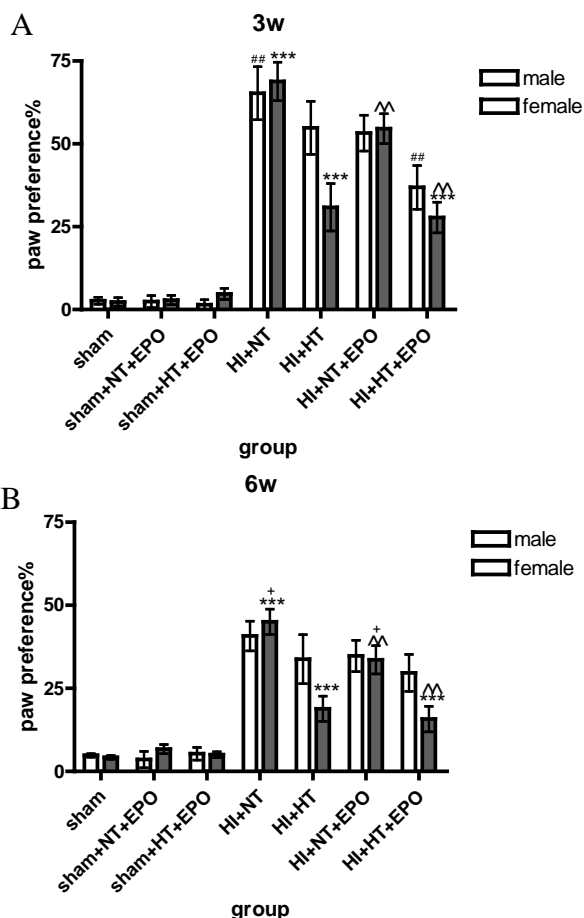 A
3w
##
***
^^
***
##
^^
***
male
female
paw preference%
75
50
25
0
sham
sham+NT+EPO
sham+HT+EPO
HI+NT
HI+HT
HI+NT+EPO
HI+HT+EPO
group
B
6w
+
***
***
+
^^
^^
***
male
female
paw preference%
75
50
25
0
sham
sham+NT+EPO
sham+HT+EPO
HI+NT
HI+HT
HI+NT+EPO
HI+HT+EPO
group